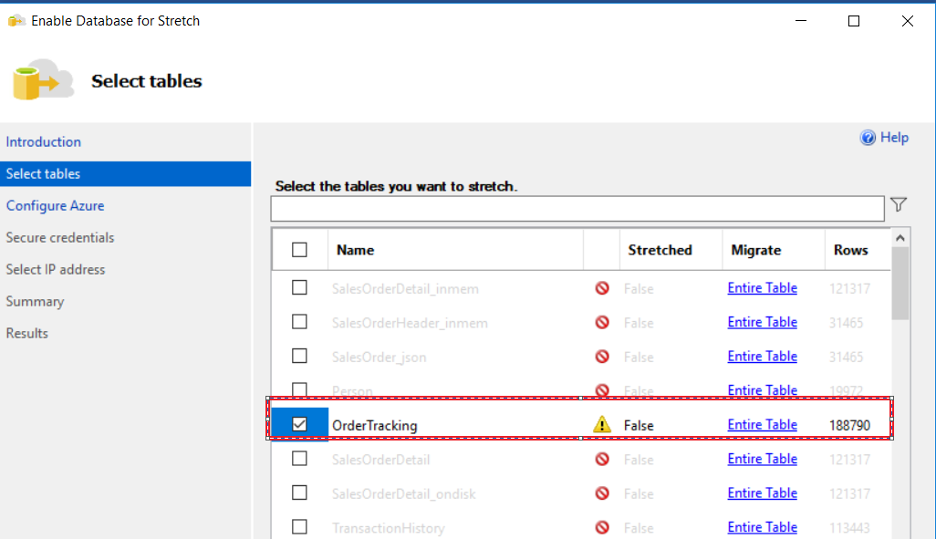 Enable Database for Stretch
Select tables
Introduction
Select tables
Configure Azure
Secure credentials
Select IP address
Summary
Results
Help
Select the tables you want to stretch.
Name Stretched Migrate Rows
SalesOrderDetail_inmem False Entire Table 121317
SalesOrderHeader_inmem False Entire Table 31465
SalesOrder_json False Entire Table 31465
Person False Entire Table 19972
OrderTracking False Entire Table 188790
SalesOrderDetail False Entire Table 121317
SalesOrderDetail_ondisk False Entire Table 121317
TransactionHistory False Entire Table 113443